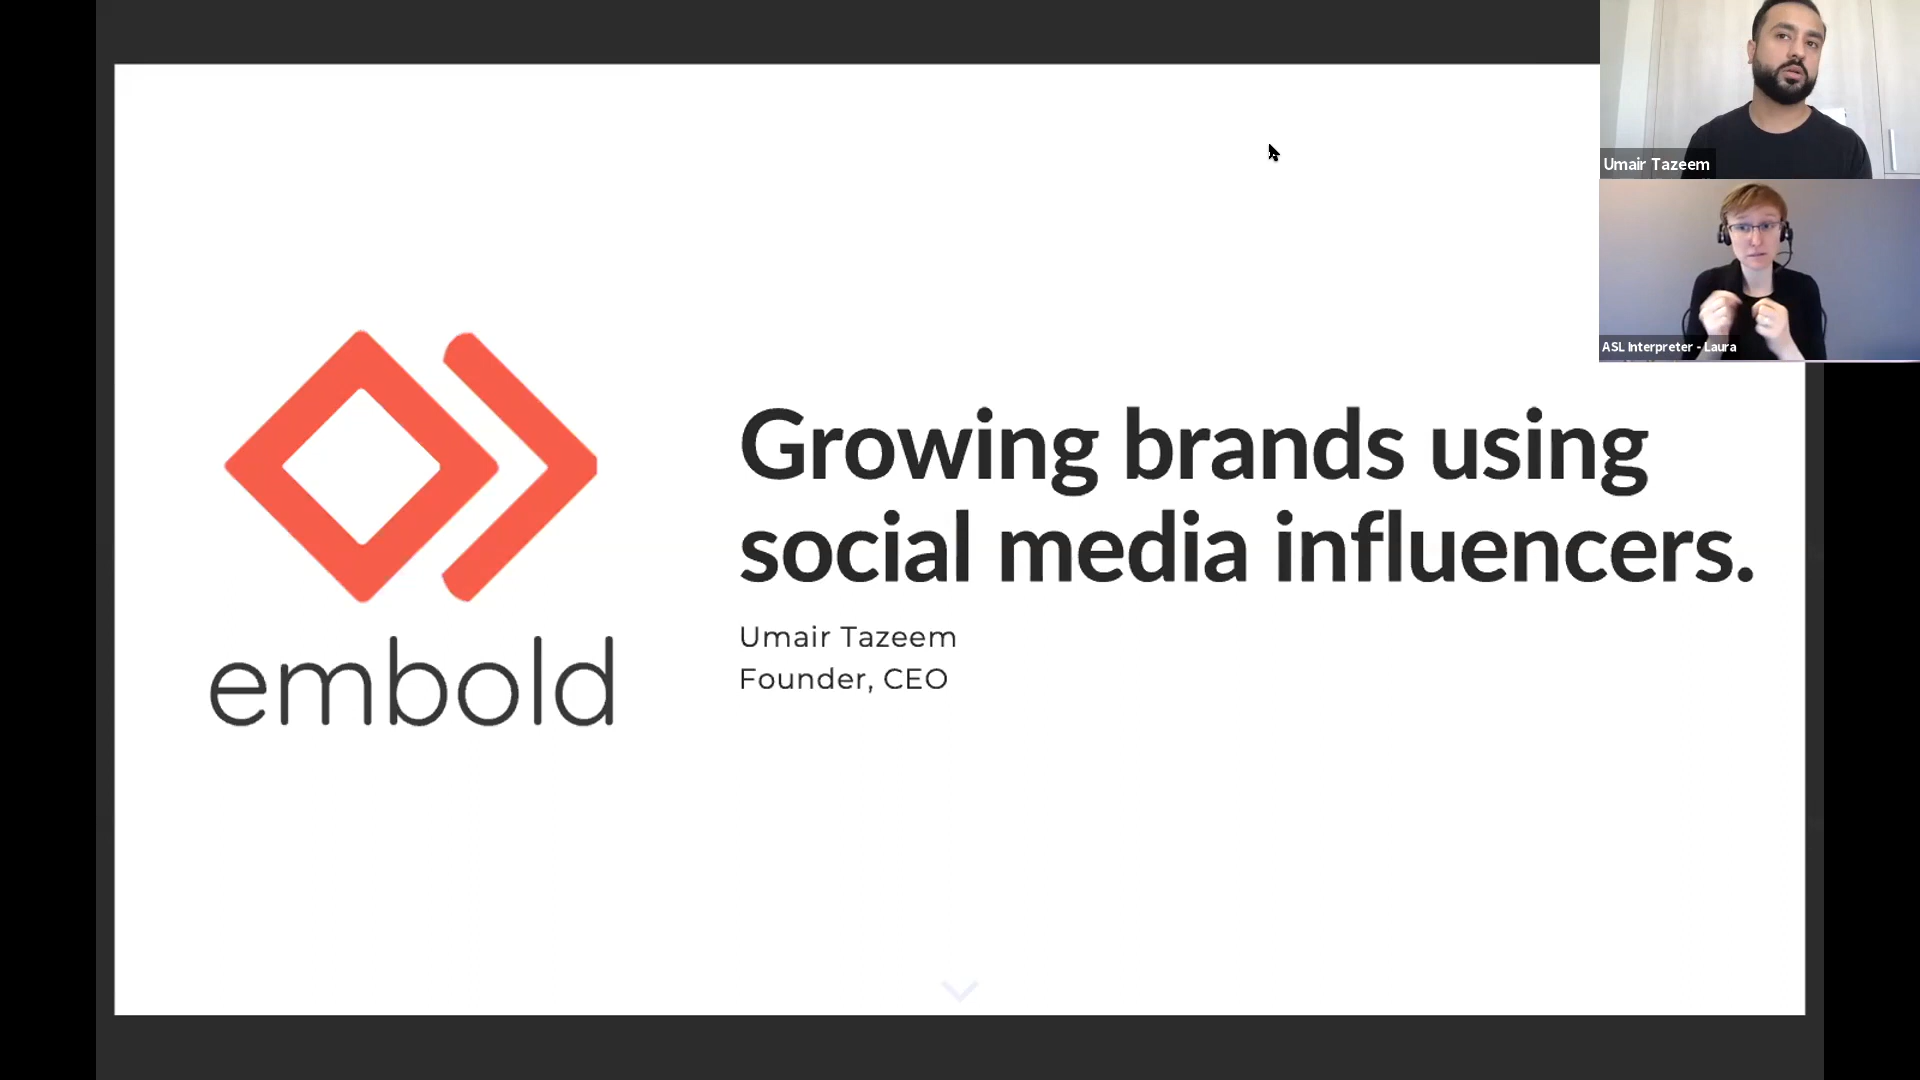 Umair Tazeem
ASL Interpreter - Laura
embold
Growing brands using
social media influencers.
Umair Tazeem
Founder, CEO